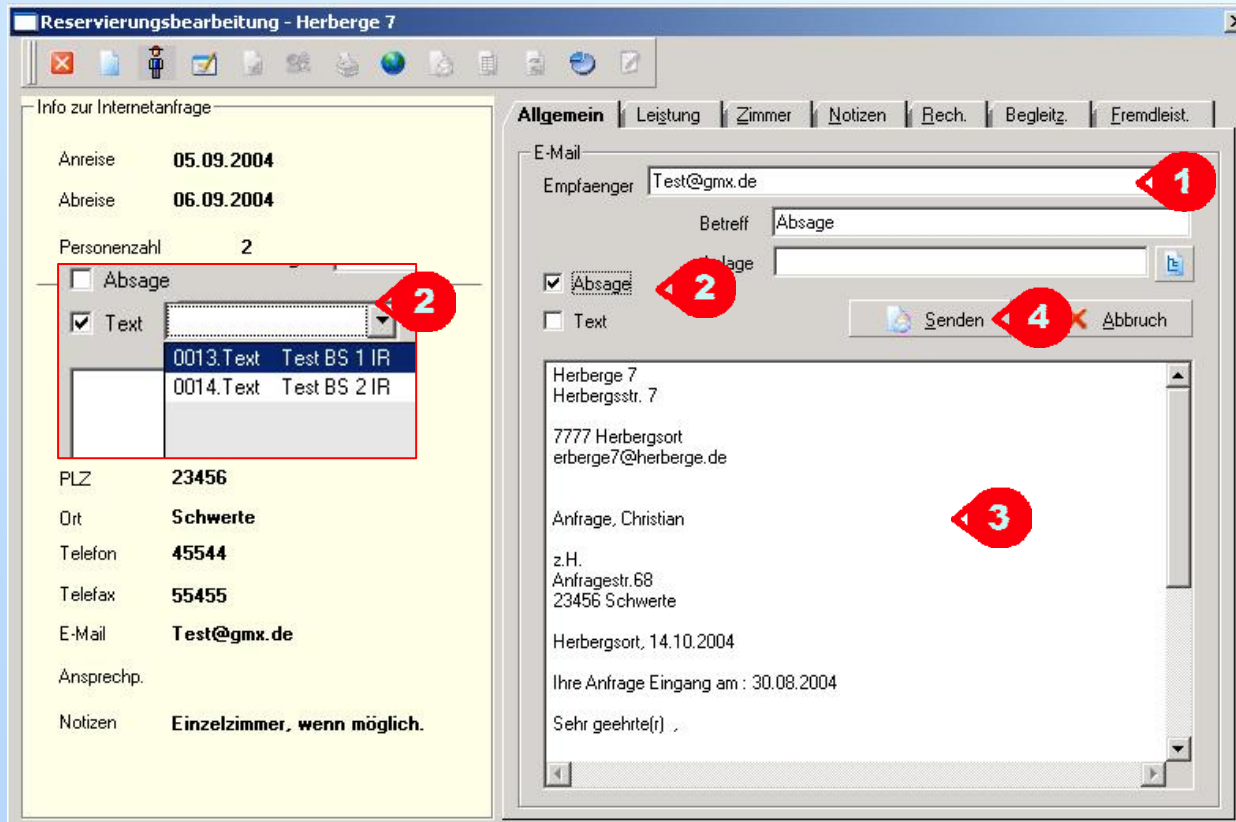 Reservierungsbearbeitung - Herberge 7
Info zur Internetanfrage
Anreise 05.09.2004
Abreise 06.09.2004
Personenzahl 2
Absage
Text
2
0013.Text Test BS 1 IR
0014.Text Test BS 2 IR
PLZ 23456
Ort Schwerte
Telefon 45544
Telefax 55455
E-Mail Test@gmx.de
Ansprechp.
Notizen Einzelzimmer, wenn möglich.
Allgemein Leistung Zimmer Notizen Rech. Begleitz. Fremdleist.
E-Mail
Empfaenger Test@gmx.de 1
Betreff Absage
Absage 2
Text
Senden 4 Abbruch
Herberge 7
Herbergsstr. 7
7777 Herbergsort
erberge7@herberge.de
Anfrage, Christian 3
z.H.
Anfragestr.68
23456 Schwerte
Herbergsort, 14.10.2004
Ihre Anfrage Eingang am : 30.08.2004
Sehr geehrte(r) ,